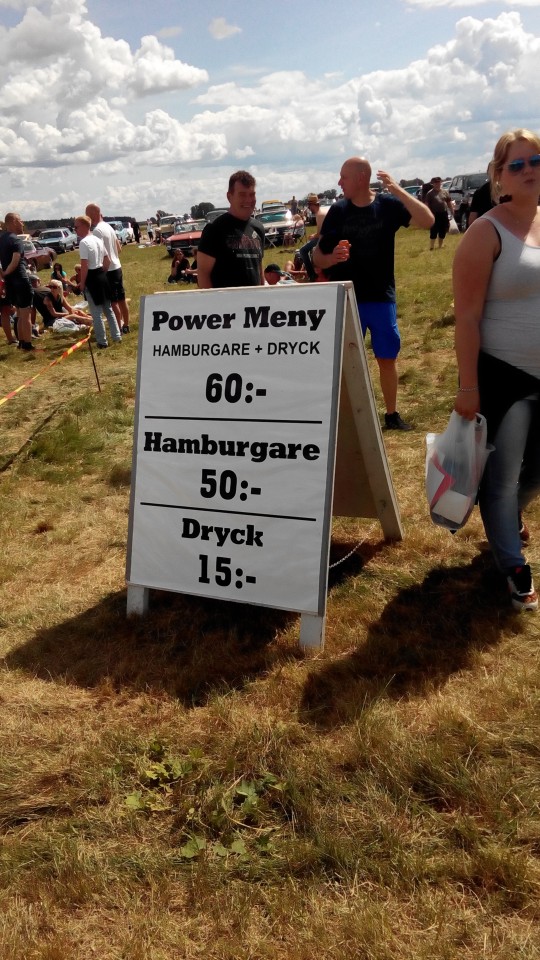 Power Meny
HAMBURGARE + DRYCK
60:-
Hamburgare
50:-
Dryck
15:-